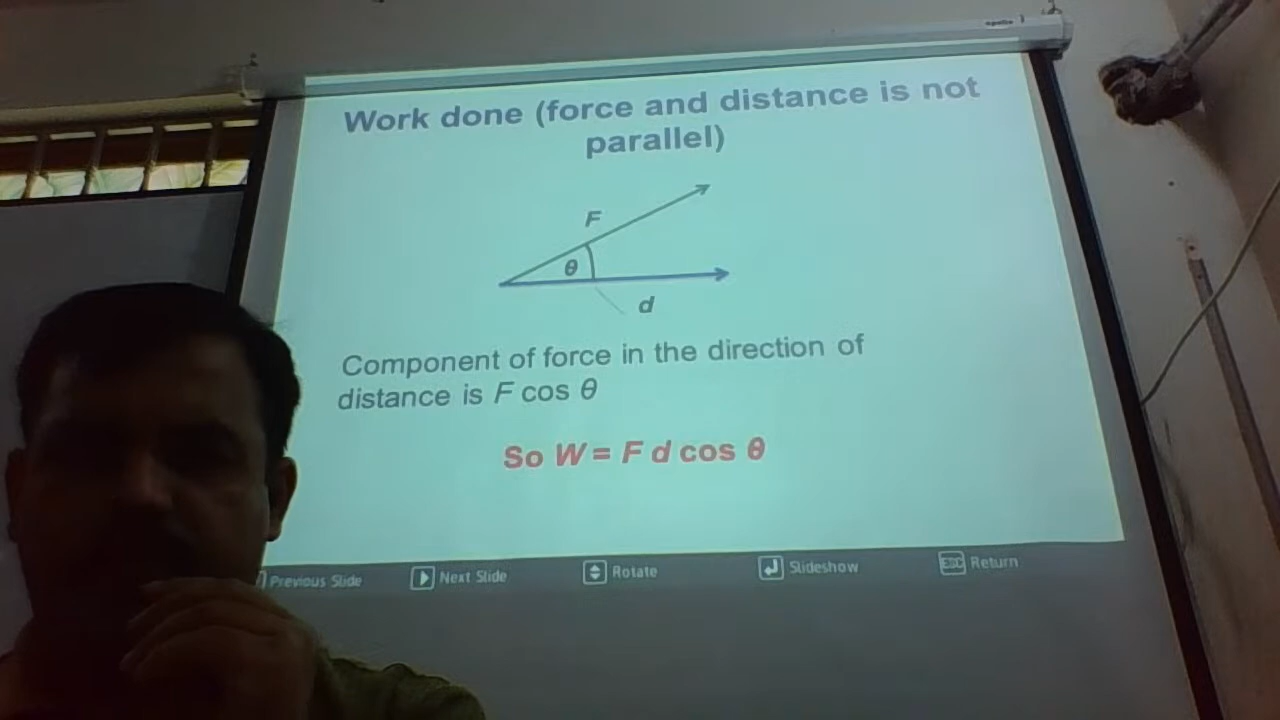 Work done (force and distance is not
parallel)
F
θ
d
Component of force in the direction of
distance is F cos θ
So W = F d cos θ
Previous Slide
Next Slide
Rotate
Slideshow
ESC Return